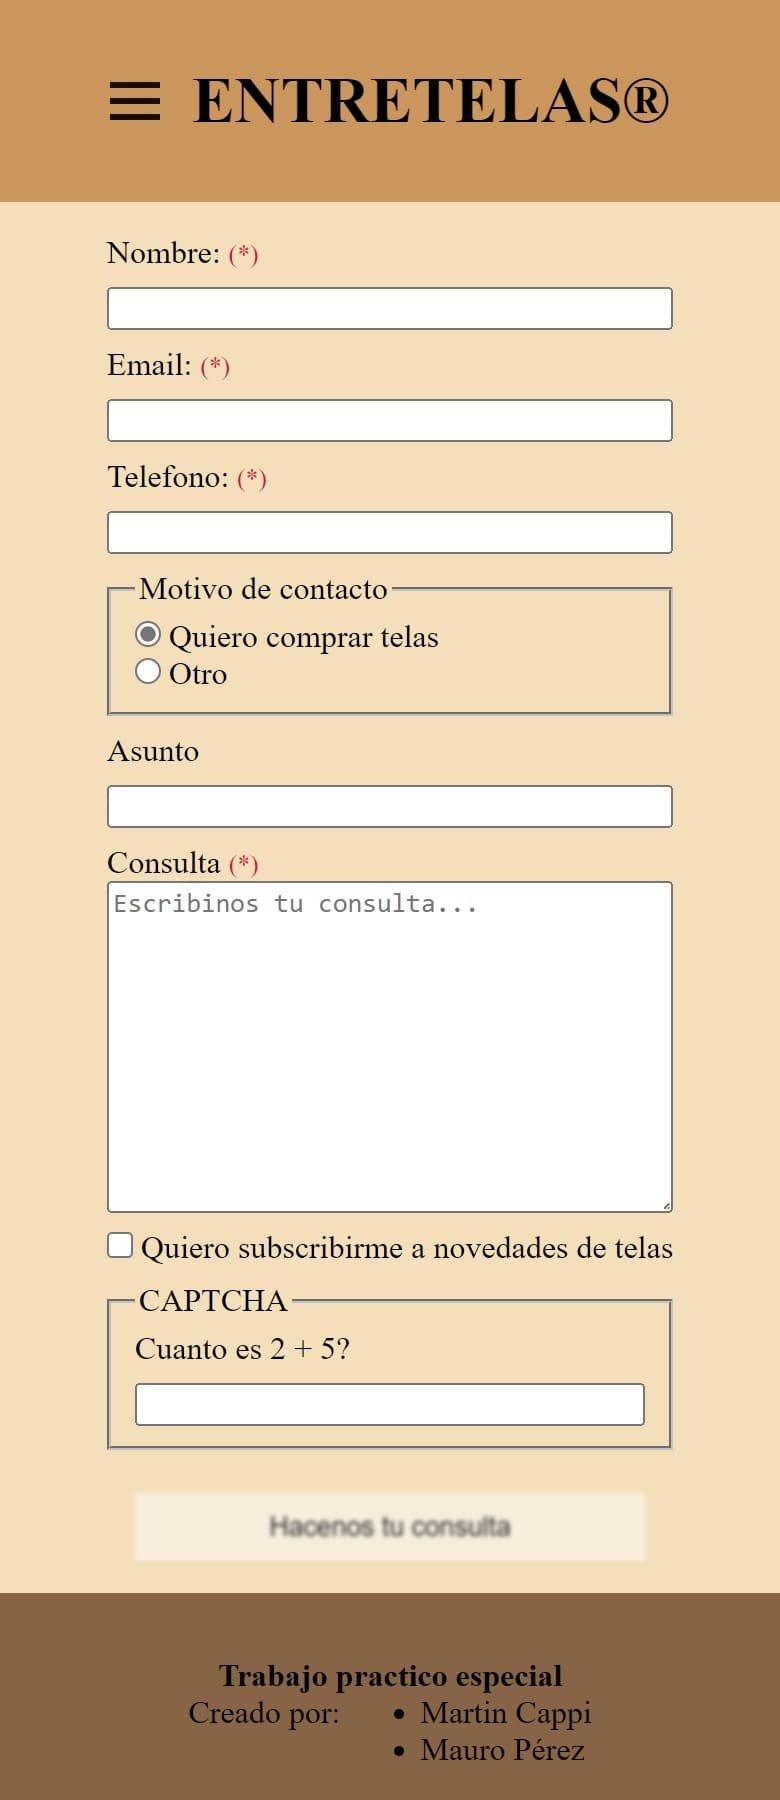 ENTRETELAS®
Nombre: (*)
Email: (*)
Telefono: (*)
Motivo de contacto
Quiero comprar telas
Otro
Asunto
Consulta (*)
Escribinos tu consulta...
Quiero subscribirme a novedades de telas
CAPTCHA
Cuanto es 2 + 5?
Hacenos tu consulta
Trabajo practico especial
Creado por:
Martin Cappi
Mauro Pérez